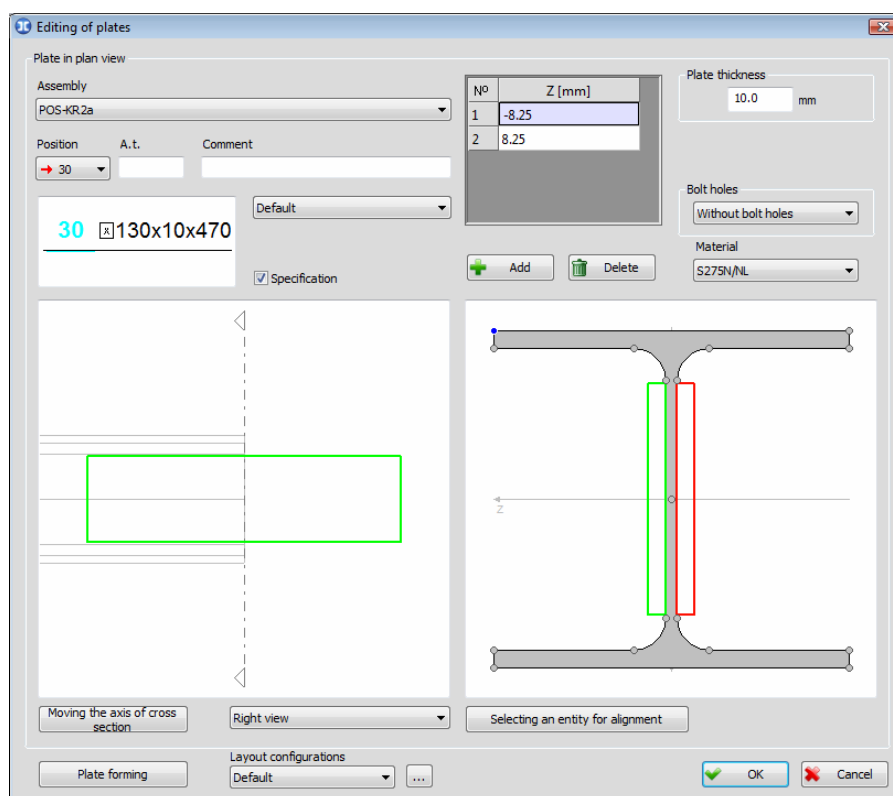 Editing of plates
Plate in plan view
Assembly
POS-KR2a
Position A.t. Comment
30
30 x 130x10x470
Default
Specification
Nº Z [mm]
1 -8.25
2 8.25
Add Delete
Plate thickness
10.0 mm
Bolt holes
Without bolt holes
Material
S275N/NL
Z
Moving the axis of cross
section
Right view
Selecting an entity for alignment
Plate forming
Layout configurations
Default ...
OK Cancel